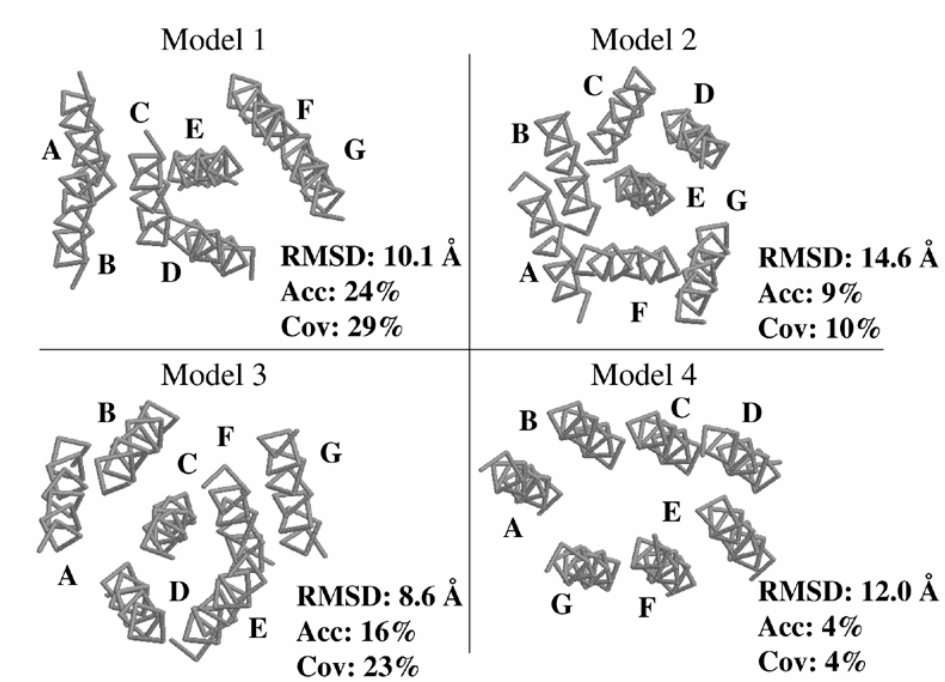 Model 1
A
C
E
F
G
B
D
RMSD: 10.1 Å
Acc: 24%
Cov: 29%
Model 2
C
D
B
E
G
A
F
RMSD: 14.6 Å
Acc: 9%
Cov: 10%
Model 3
B
F
C
G
A
D
E
RMSD: 8.6 Å
Acc: 16%
Cov: 23%
Model 4
B
C
D
A
E
G
F
RMSD: 12.0 Å
Acc: 4%
Cov: 4%